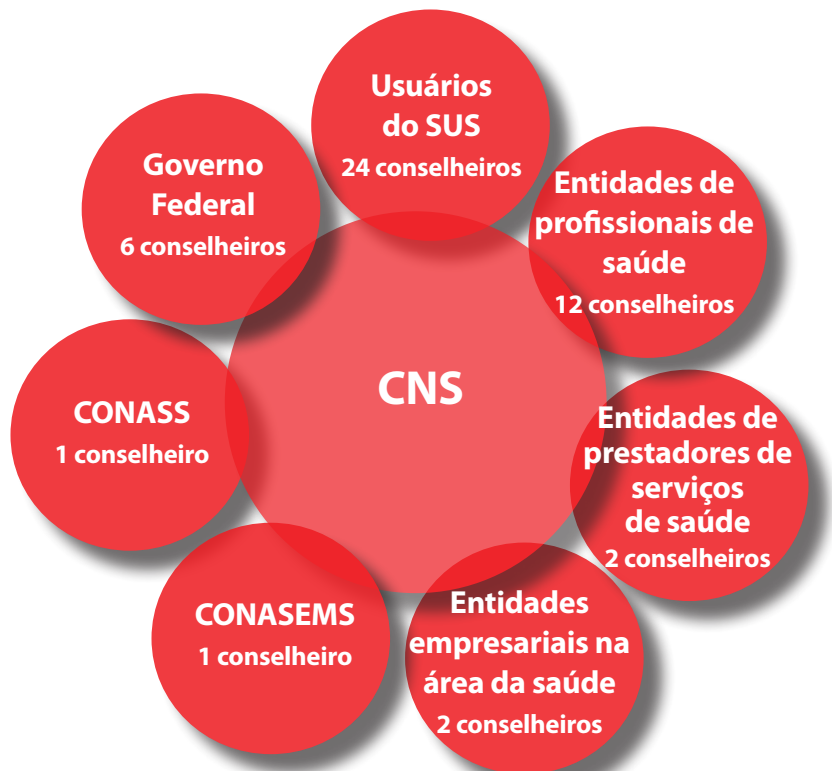 Usuários
do SUS
24 conselheiros
Governo
Federal
6 conselheiros
Entidades de
profissionais de
saúde
12 conselheiros
CNS
CONASS
1 conselheiro
Entidades de
prestadores de
serviços
de saúde
2 conselheiros
CONASEMS
1 conselheiro
Entidades
empresariais na
área da saúde
2 conselheiros